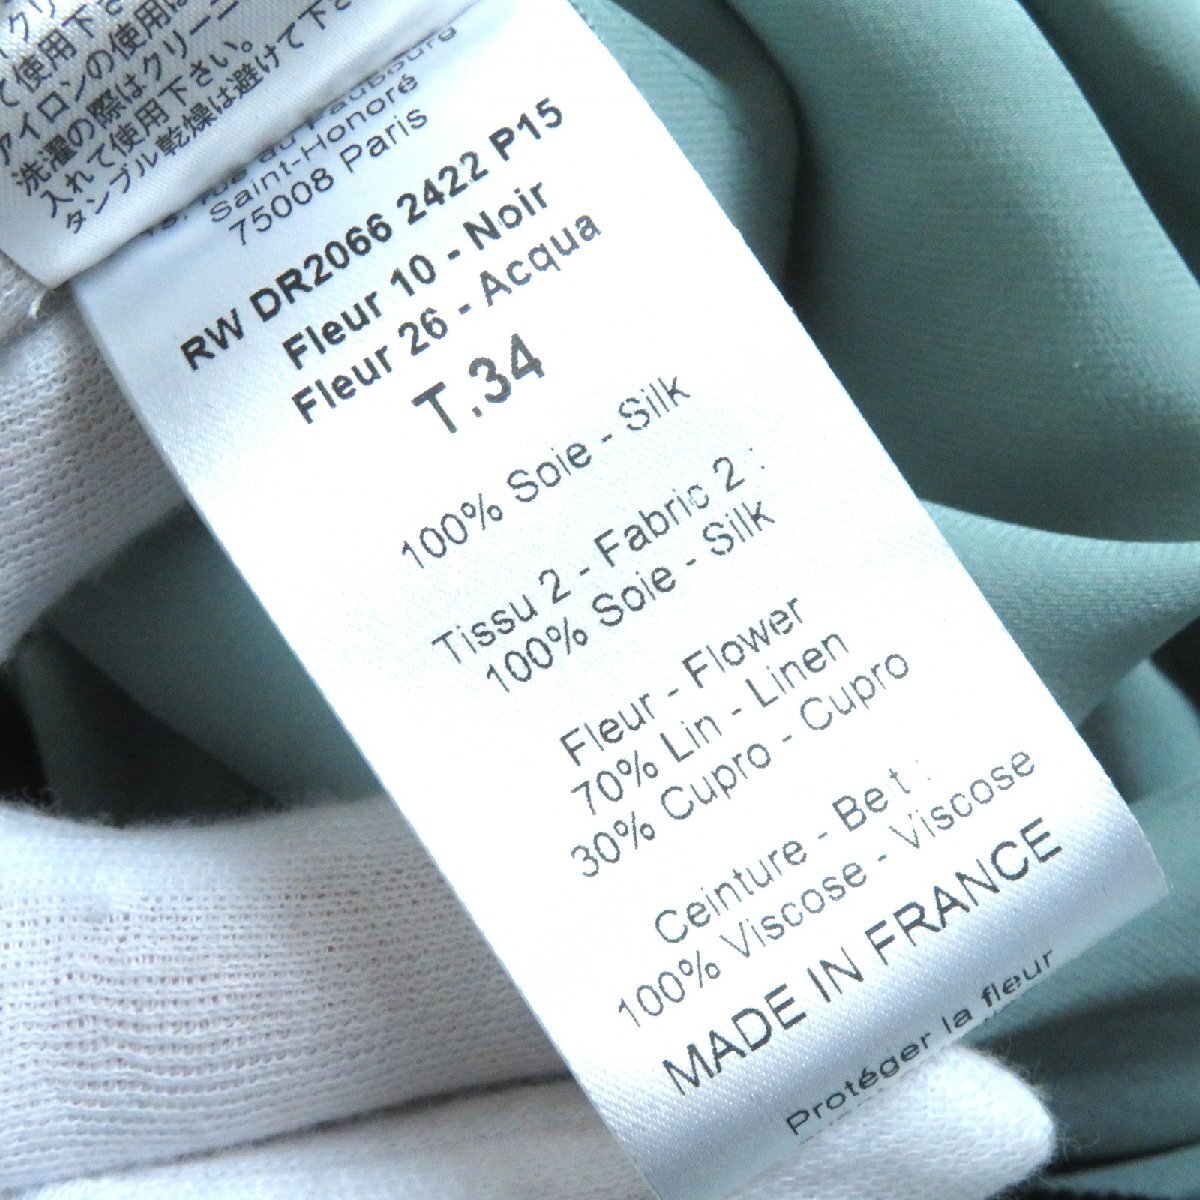 て使用下さ
アイロンの使用は
洗濯の際はクリーニ
入れて使用下さい。
タンブル乾燥は避けて下
Faubourg
Saint-Honoré
75008 Paris
RW DR2066 2422 P15
Fleur 10 - Noir
Fleur 26 - Acqua
T.34
100% Soie - Silk
Tissu 2 - Fabric 2 :
100% Soie - Silk
Fleur - Flower
70% Lin - Linen
30% Cupro - Cupro
Ceinture - Belt :
100% Viscose - Viscose
MADE IN FRANCE
Protéger la fleur